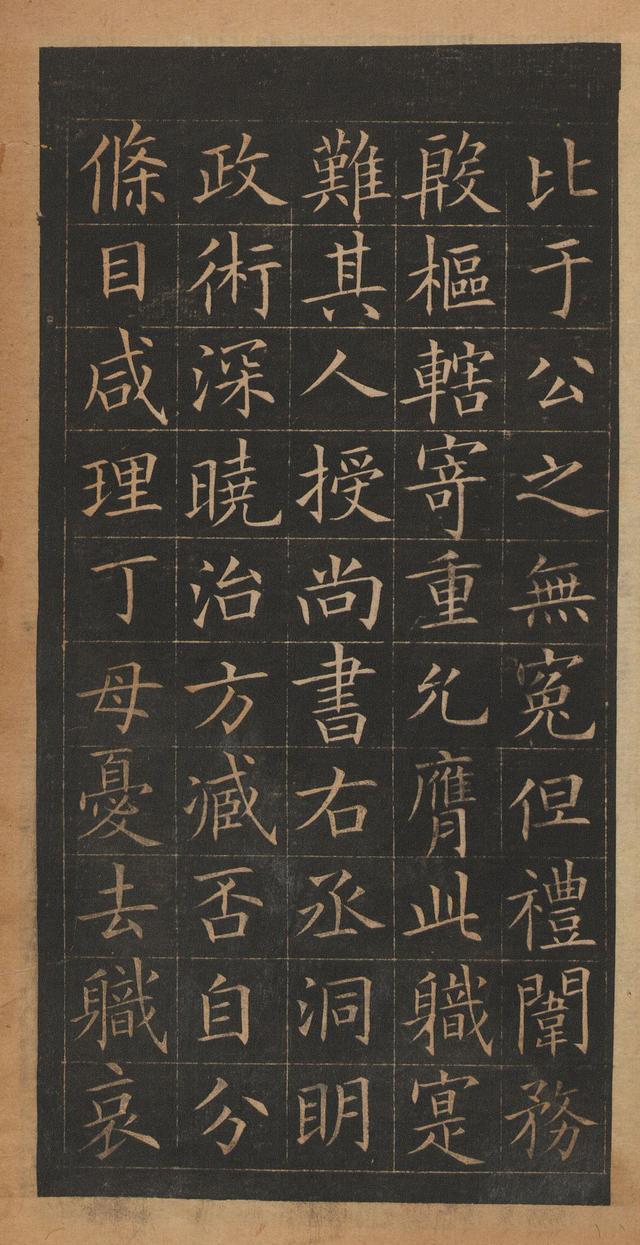 比于公之無冤但禮闈務
殷樞轄寄重允膺此職寔
難其人授尚書右丞洞明
政術深曉治方臧否自分
條目咸理丁母憂去職哀